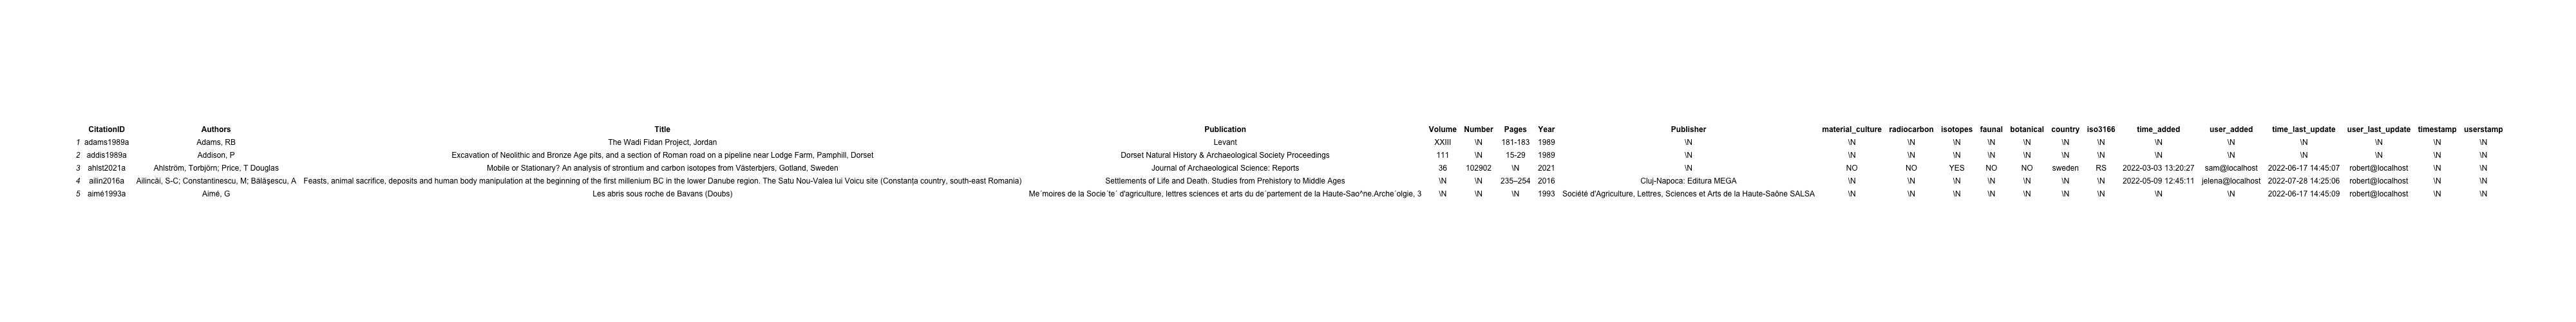 CitationID Authors Title Publication Volume Number Pages Year Publisher material_culture radiocarbon isotopes faunal botanical country iso3166 time_added user_added time_last_update user_last_update timestamp userstamp
1 adams1989a Adams, RB The Wadi Fidan Project, Jordan Levant XXIII \N 181-183 1989 \N \N \N \N \N \N \N \N \N \N \N \N \N \N
2 addis1989a Addison, P Excavation of Neolithic and Bronze Age pits, and a section of Roman road on a pipeline near Lodge Farm, Pamphill, Dorset Dorset Natural History & Archaeological Society Proceedings 111 \N 15-29 1989 \N \N \N \N \N \N \N \N \N \N \N \N \N \N
3 ahlst2021a Ahlström, Torbjörn; Price, T Douglas Mobile or Stationary? An analysis of strontium and carbon isotopes from Västerbjers, Gotland, Sweden Journal of Archaeological Science: Reports 36 102902 \N 2021 \N NO NO YES NO NO sweden RS 2022-03-03 13:20:27 sam@localhost 2022-06-17 14:45:07 robert@localhost \N \N
4 ailin2016a Ailincăi, S-C; Constantinescu, M; Bălăşescu, A Feasts, animal sacrifice, deposits and human body manipulation at the beginning of the first millenium BC in the lower Danube region. The Satu Nou-Valea lui Voicu site (Constanța country, south-east Romania) Settlements of Life and Death. Studies from Prehistory to Middle Ages \N \N 235–254 2016 Cluj-Napoca: Editura MEGA \N \N \N \N \N \N \N 2022-05-09 12:45:11 jelena@localhost 2022-07-28 14:25:06 robert@localhost \N \N
5 aimé1993a Aimé, G Les abris sous roche de Bavans (Doubs) Me´moires de la Socie´te´ d'agriculture, lettres sciences et arts du de´partement de la Haute-Sao^ne.Arche´olgie, 3 \N \N \N 1993 Société d'Agriculture, Lettres, Sciences et Arts de la Haute-Saône SALSA \N \N \N \N \N \N \N \N \N 2022-06-17 14:45:09 robert@localhost \N \N